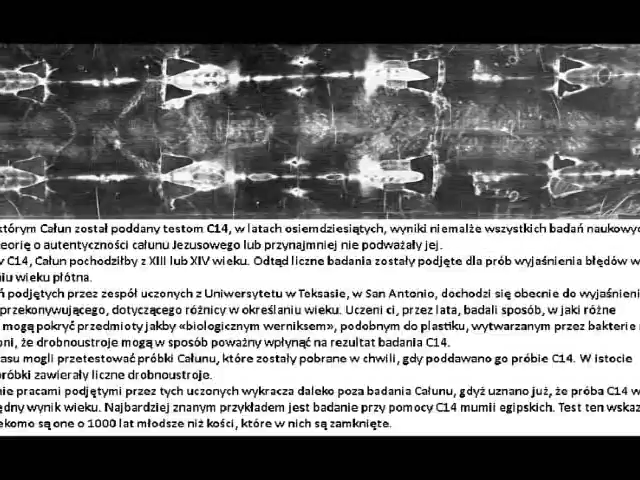 którym Całun został poddany testom C14, w latach osiemdziesiątych, wyniki niemalże wszystkich badań naukowyc
eorię o autentyczności całunu Jezusowego lub przynajmniej nie podważały jej.
v C14, Całun pochodziłby z XIII lub XIV wieku. Odtąd liczne badania zostały podjęte dla prób wyjaśnienia błędów w
iu wieku płótna.
ń podjętych przez zespół uczonych z Uniwersytetu w Teksasie, w San Antonio, dochodzi się obecnie do wyjaśnieni
przekonywującego, dotyczącego różnicy w określaniu wieku. Uczeni ci, przez lata, badali sposób, w jaki różne
mogą pokryć przedmioty jakby «biologicznym werniksem», podobnym do plastiku, wytwarzanym przez bakterie
oni, że drobnoustroje mogą w sposób poważny wpłynąć na rezultat badania C14.
asu mogli przetestować próbki Całunu, które zostały pobrane w chwili, gdy poddawano go próbie C14. W istocie
próbki zawierały liczne drobnoustroje.
nie pracami podjętymi przez tych uczonych wykracza daleko poza badania Całunu, gdyż uznano już, że próba C14 w
ędny wynik wieku. Najbardziej znanym przykładem jest badanie przy pomocy C14 mumii egipskich. Test ten wskaz
ekomo są one o 1000 lat młodsze niż kości, które w nich są zamknięte.